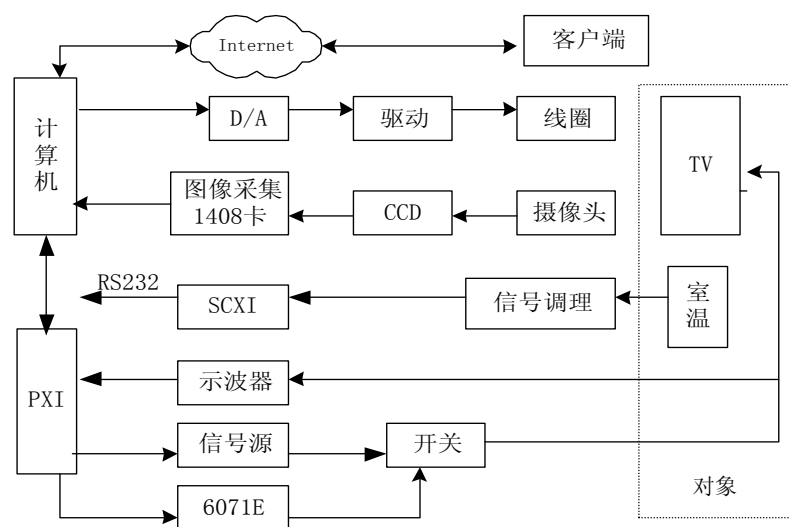 Internet
客户端
计算机
D/A
驱动
线圈
TV
图像采集
1408卡
CCD
摄像头
RS232
SCXI
信号调理
室温
PXI
示波器
信号源
开关
6071E
对象